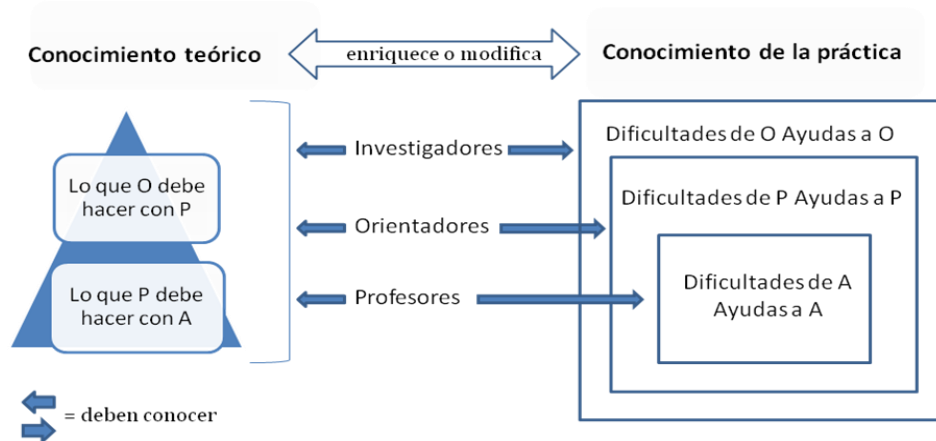 Conocimiento teórico
enriquece o modifica
Conocimiento de la práctica
Lo que O debe
hacer con P
Lo que P debe
hacer con A
Investigadores
Orientadores
Profesores
Dificultades de O Ayudas a O
Dificultades de P Ayudas a P
Dificultades de A
Ayudas a A
= deben conocer